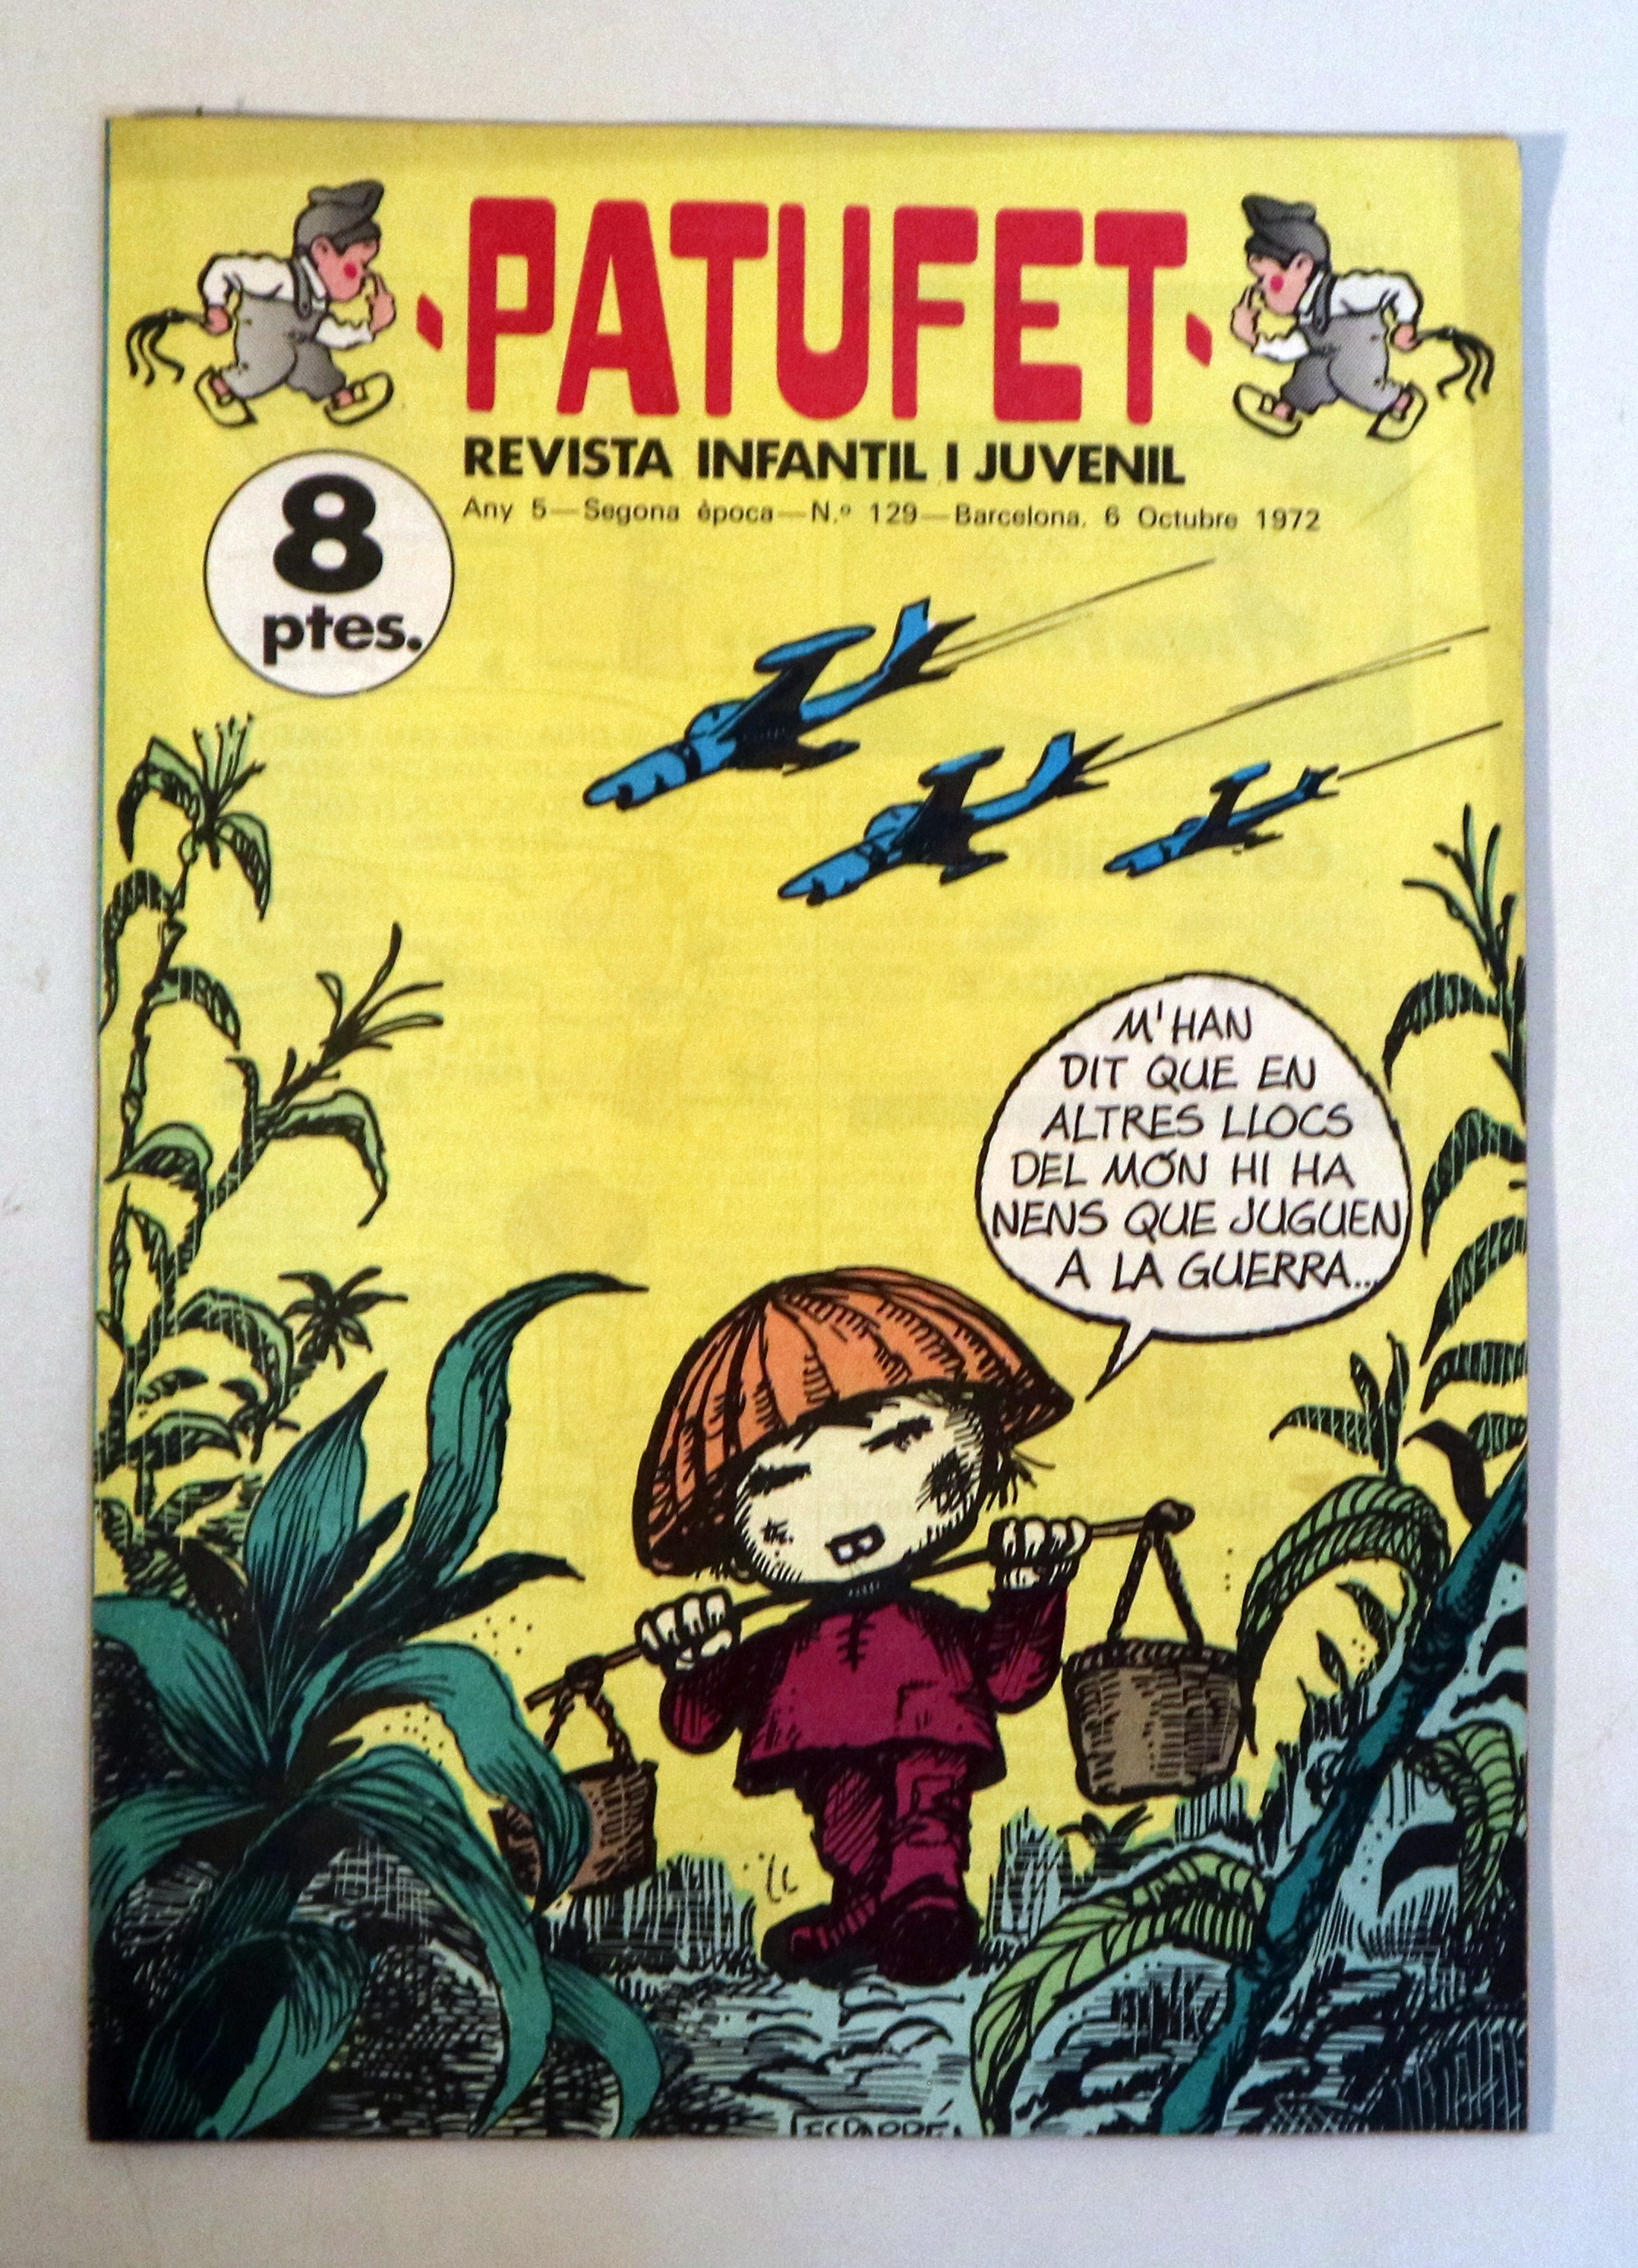 PATUFET
REVISTA INFANTIL I JUVENIL
Any 5—Segona època—N.º 129—Barcelona. 6 Octubre 1972
8
ptes.
M'HAN
DIT QUE EN
ALTRES LLOCS
DEL MÓN HI HA
NENS QUE JUGUEN
A LA GUERRA...